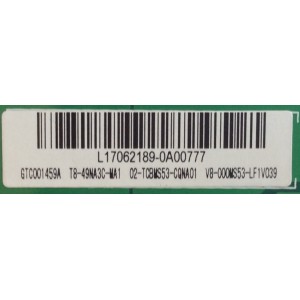 L17062189-0A00777
GTC001459A T8-49NA3C-MA1 02-TCBMS53-CQNA01 V8-000MS53-LF1V039